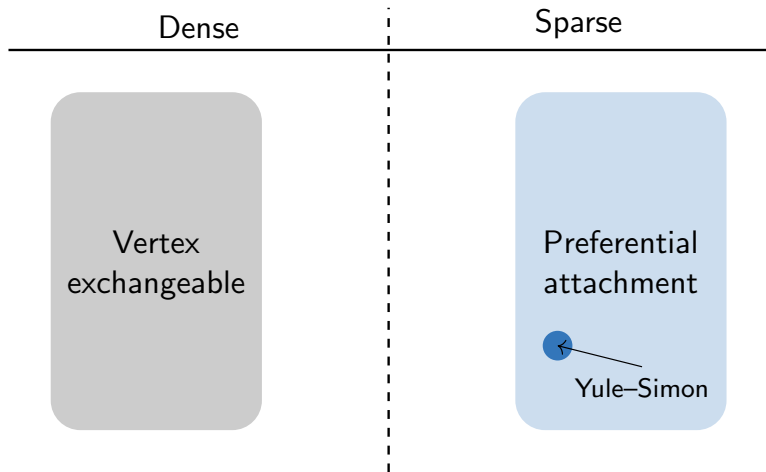 Dense
Sparse
Vertex
exchangeable
Preferential
attachment
Yule–Simon